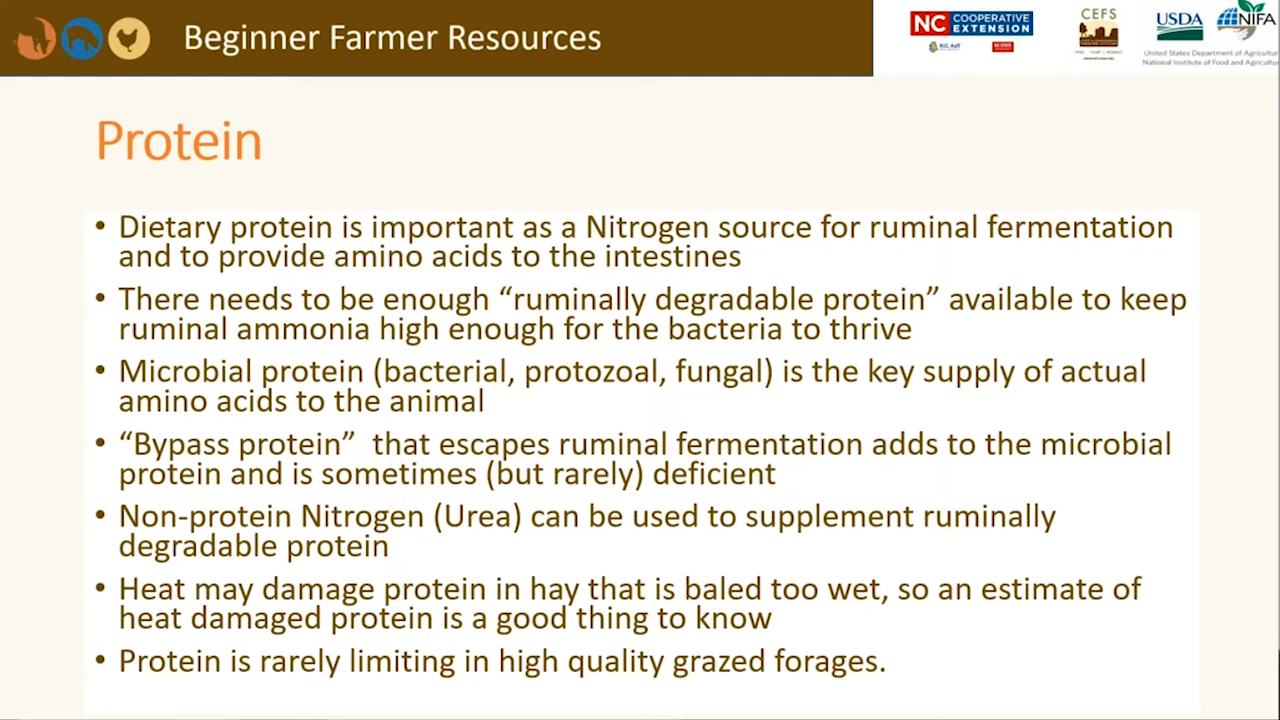 Beginner Farmer Resources
NC COOPERATIVE
EXTENSION
N.C. A&T
NC STATE
CEFS
USDA
NIFA
United States Department of Agricultu
National Institute of Food and Agricultu
Protein
• Dietary protein is important as a Nitrogen source for ruminal fermentation
and to provide amino acids to the intestines
• There needs to be enough “ruminally degradable protein” available to keep
ruminal ammonia high enough for the bacteria to thrive
• Microbial protein (bacterial, protozoal, fungal) is the key supply of actual
amino acids to the animal
• “Bypass protein”  that escapes ruminal fermentation adds to the microbial
protein and is sometimes (but rarely) deficient
• Non-protein Nitrogen (Urea) can be used to supplement ruminally
degradable protein
• Heat may damage protein in hay that is baled too wet, so an estimate of
heat damaged protein is a good thing to know
• Protein is rarely limiting in high quality grazed forages.